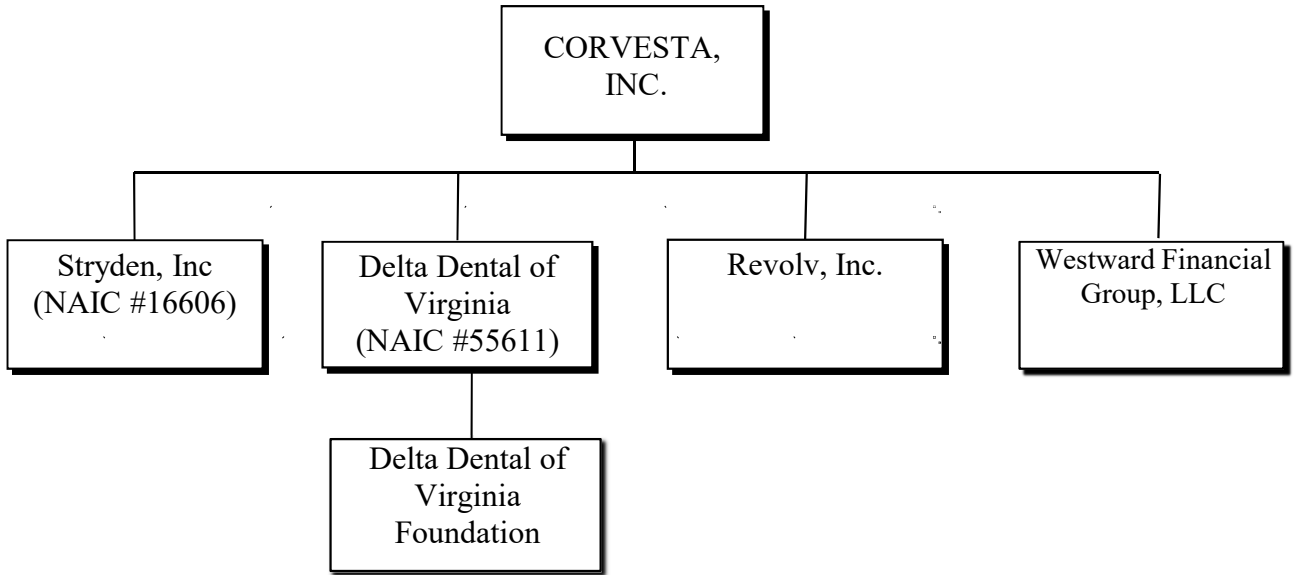 CORVESTA,
INC.
Stryden, Inc
(NAIC #16606)
Delta Dental of
Virginia
(NAIC #55611)
Revolv, Inc.
Westward Financial
Group, LLC
Delta Dental of
Virginia
Foundation